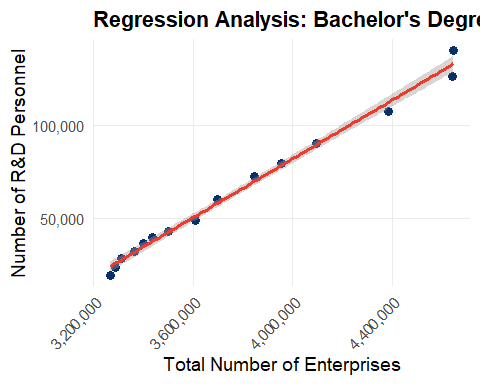 Regression Analysis: Bachelor's Degre
Number of R&D Personnel
100,000
50,000
3,200,000
3,600,000
4,000,000
4,400,000
Total Number of Enterprises